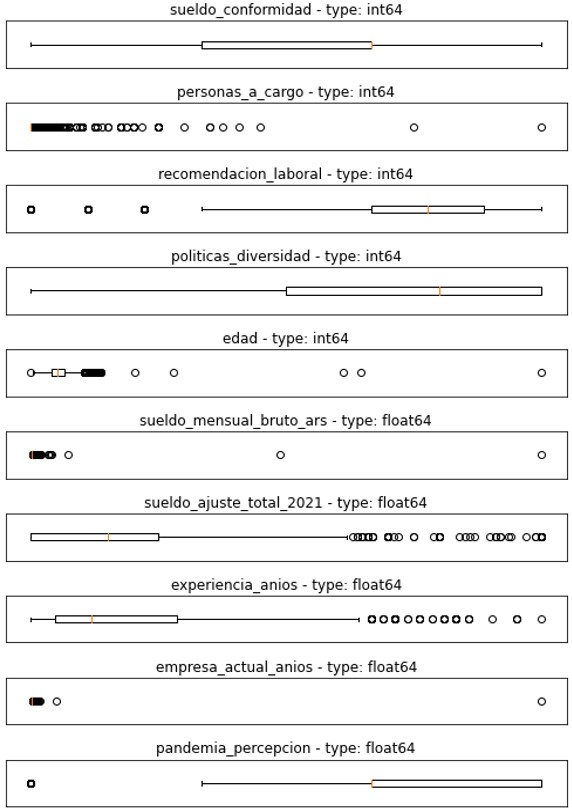 sueldo_conformidad - type: int64
personas_a_cargo - type: int64
recomendacion_laboral - type: int64
politicas_diversidad - type: int64
edad - type: int64
sueldo_mensual_bruto_ars - type: float64
sueldo_ajuste_total_2021 - type: float64
experiencia_anios - type: float64
empresa_actual_anios - type: float64
pandemia_percepcion - type: float64